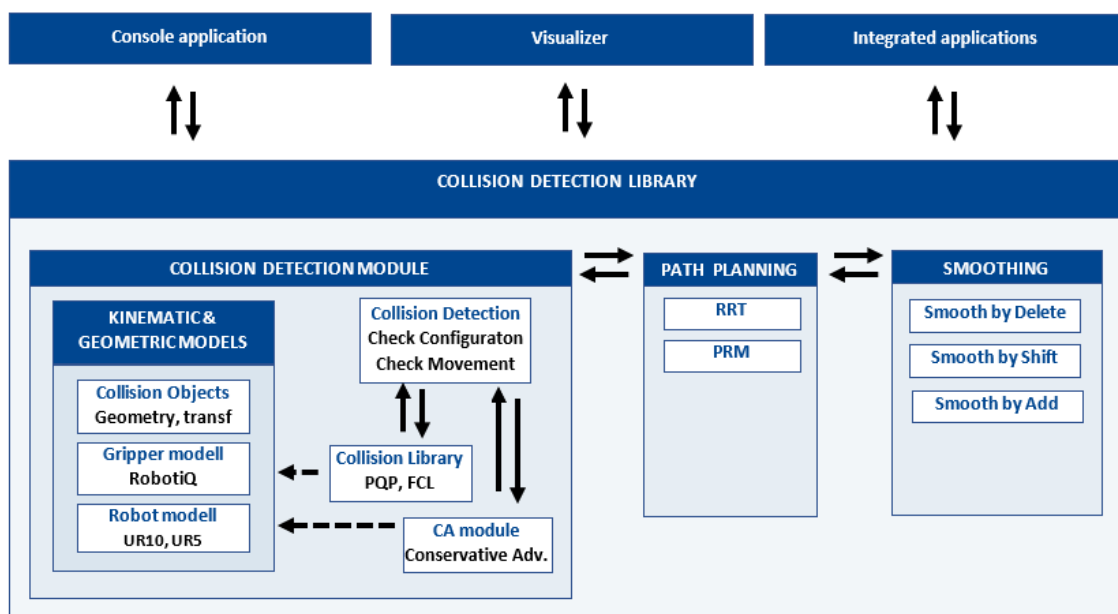 Console application
Visualizer
Integrated applications
COLLISION DETECTION LIBRARY
COLLISION DETECTION MODULE
KINEMATIC &
GEOMETRIC MODELS
Collision Objects
Geometry, transf
Gripper modell
RobotiQ
Robot modell
UR10, UR5
Collision Detection
Check Configuraton
Check Movement
Collision Library
PQP, FCL
CA module
Conservative Adv.
PATH PLANNING
RRT
PRM
SMOOTHING
Smooth by Delete
Smooth by Shift
Smooth by Add